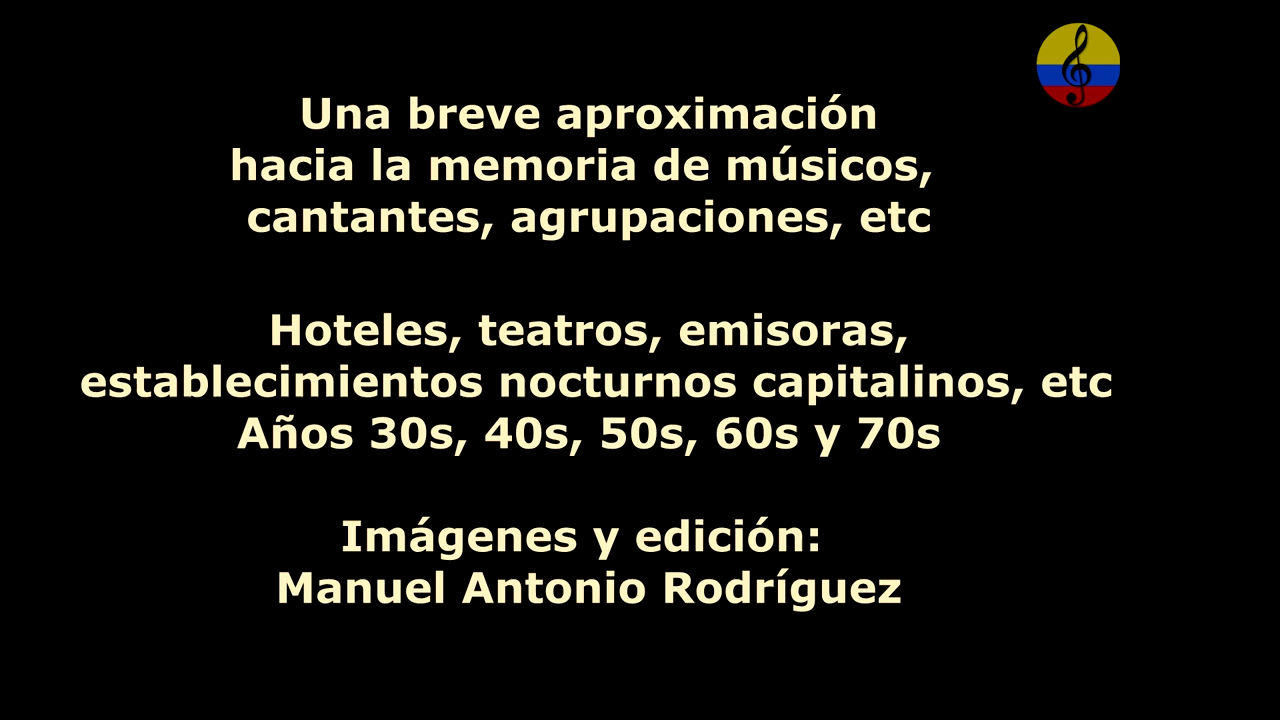 Una breve aproximación
hacia la memoria de músicos,
cantantes, agrupaciones, etc
Hoteles, teatros, emisoras,
establecimientos nocturnos capitalinos, etc
Años 30s, 40s, 50s, 60s y 70s
Imágenes y edición:
Manuel Antonio Rodríguez